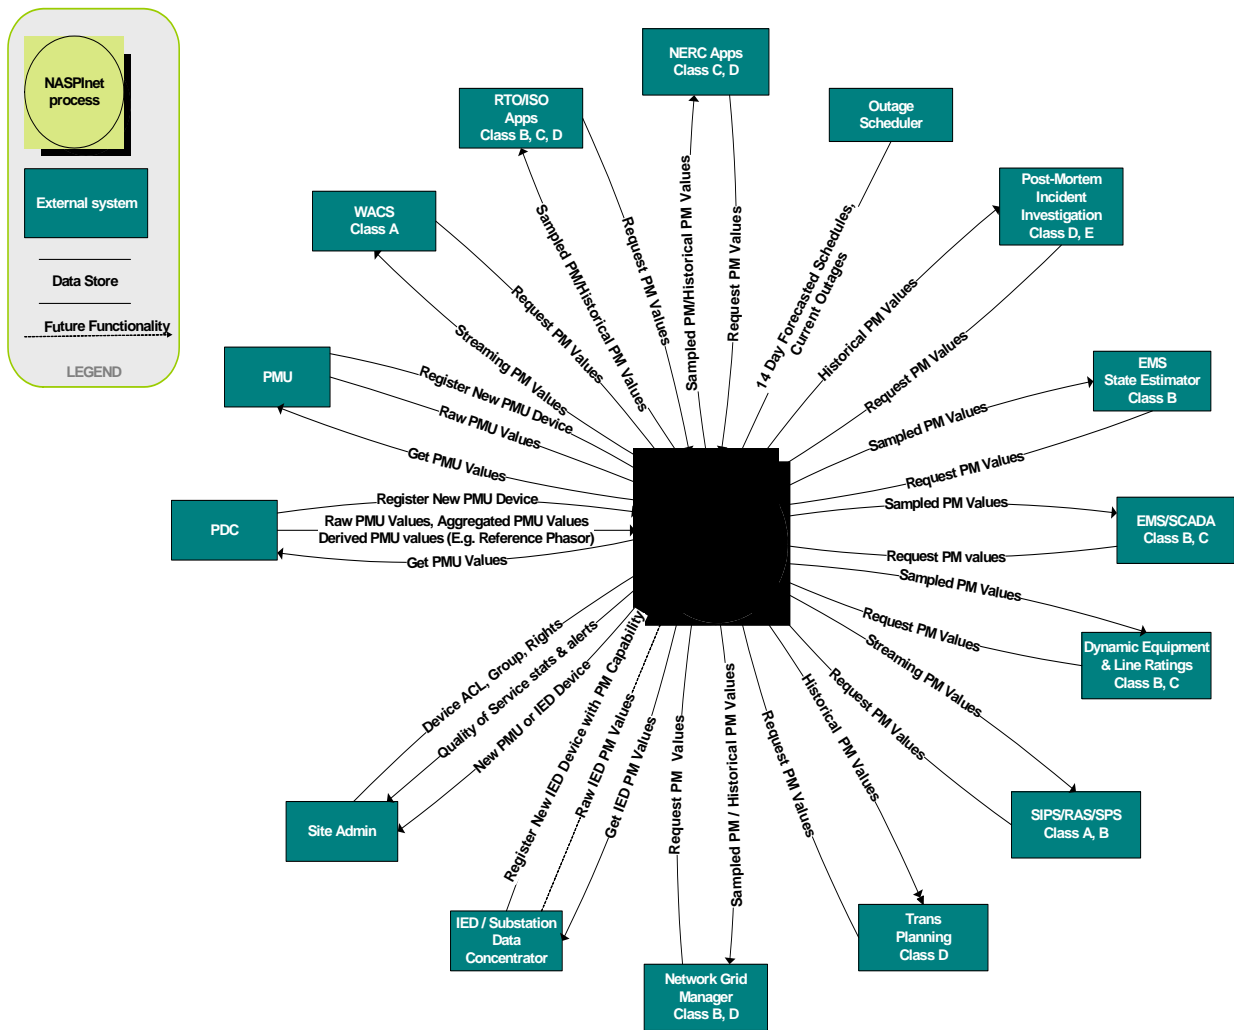 NASPInet
process
External system
Data Store
Future Functionality
LEGEND
NERC Apps
Class C, D
RTO/ISO
Apps
Class B, C, D
Outage
Scheduler
WACS
Class A
Post-Mortem
Incident
Investigation
Class D, E
Sampled PM/Historical PM Values
Request PM Values
Sampled PM/Historical PM Values
Request PM Values
14 Day Forecasted Schedules,
Current Outages
Historical PM Values
Request PM Values
Streaming PM Values
Request PM Values
PMU
Register New PMU Device
Raw PMU Values
Get PMU Values
EMS
State Estimator
Class B
Sampled PM Values
Request PM Values
PDC
Register New PMU Device
Raw PMU Values, Aggregated PMU Values
Derived PMU values (E.g. Reference Phasor)
Get PMU Values
Sampled PM Values
EMS/SCADA
Class B, C
Request PM values
Sampled PM Values
Request PM Values
Dynamic Equipment
& Line Ratings
Class B, C
Device ACL, Group, Rights
Quality of Service stats & alerts
New PMU or IED Device
Site Admin
Register New IED Device with PM Capability
Raw IED PM Values
Get IED PM Values
IED / Substation
Data
Concentrator
Request PM  Values
Sampled PM / Historical PM Values
Network Grid
Manager
Class B, D
Request PM Values
Historical  PM Values
Trans
Planning
Class D
Request PM Values
Streaming PM Values
SIPS/RAS/SPS
Class A, B